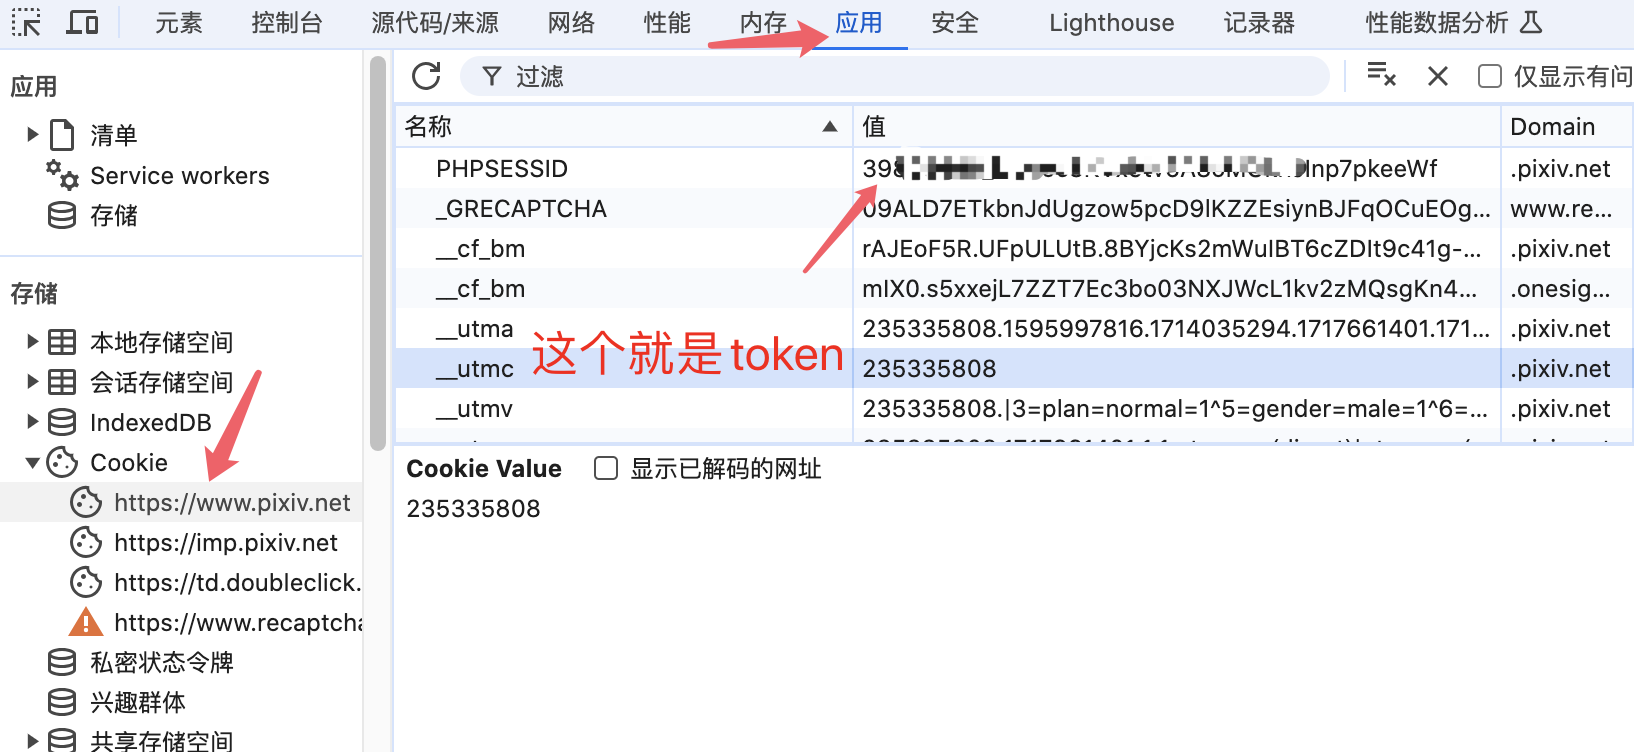 元素 控制台 源代码/来源 网络 性能 内存 应用 安全 Lighthouse 记录器 性能数据分析
应用
清单
Service workers
存储
存储
本地存储空间
会话存储空间
IndexedDB
Cookie
https://www.pixiv.net
https://imp.pixiv.net
https://td.doubleclick.
https://www.recaptcha
私密状态令牌
兴趣群体
共享存储空间
过滤 仅显示有问
名称 值 Domain
PHPSESSID Inp7pkeeWf .pixiv.net
_GRECAPTCHA 09ALD7ETkbnJdUgzow5pcD9lKZZEsiynBJFqOCuEOg... www.re...
__cf_bm rAJEoF5R.UFpULUtB.8BYjcKs2mWuIBT6cZDIt9c41g-... .pixiv.net
__cf_bm mIX0.s5xxejL7ZZT7Ec3bo03NXJWcL1kv2zMQsgKn4... .onesig...
__utma 235335808.1595997816.1714035294.1717661401.171... .pixiv.net
__utmc 235335808 .pixiv.net
__utmv 235335808.|3=plan=normal=1^5=gender=male=1^6=... .pixiv.net
这个就是token
Cookie Value 显示已解码的网址
235335808